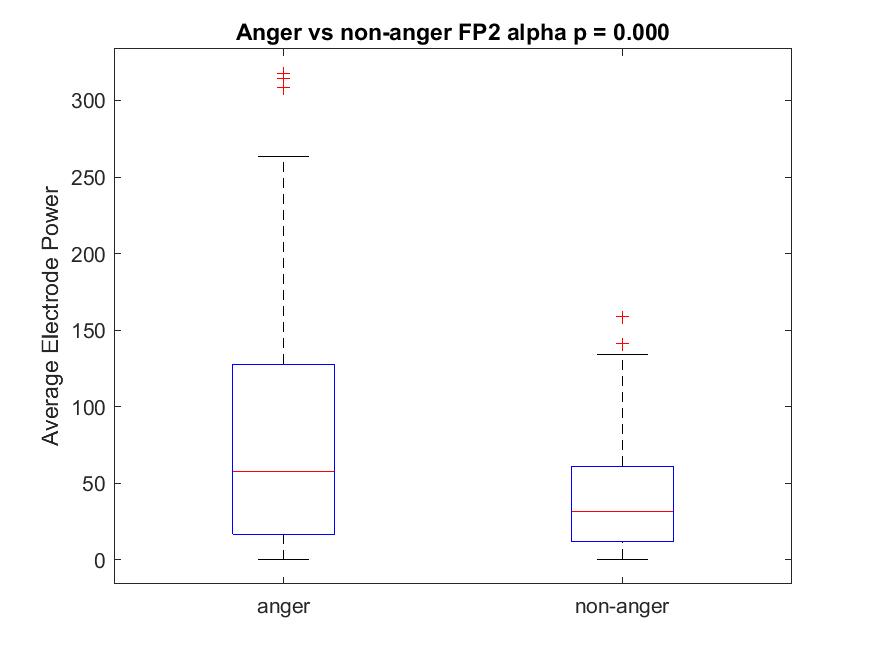 Anger vs non-anger FP2 alpha p = 0.000
Average Electrode Power
300
250
200
150
100
50
0
anger
non-anger